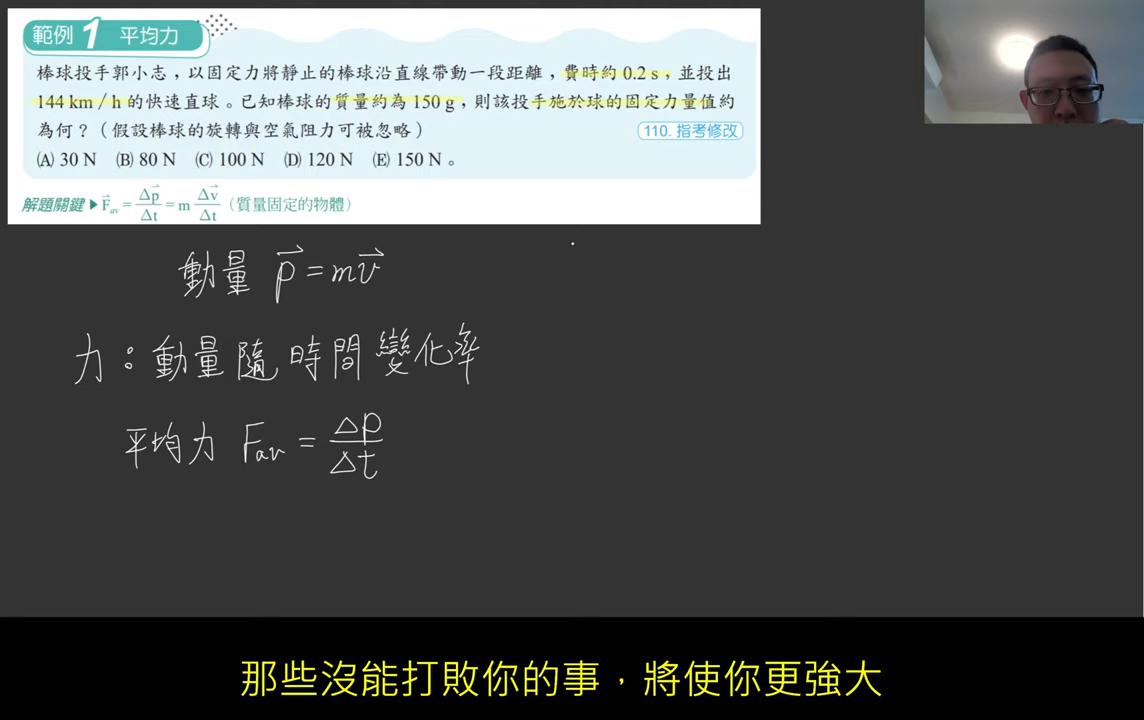 範例 1 平均力
棒球投手郭小志，以固定力將靜止的棒球沿直線帶動一段距離，費時約 0.2 s，並投出
144 km / h 的快速直球。已知棒球的質量約為 150 g，則該投手施於球的固定力量值約
為何？（假設棒球的旋轉與空氣阻力可被忽略） 110. 指考修改
(A) 30 N (B) 80 N (C) 100 N (D) 120 N (E) 150 N。
解題關鍵▶ F⃗av = Δp⃗/Δt = m Δv⃗/Δt（質量固定的物體）
動量 p⃗ = mv⃗
力：動量隨時間變化率
平均力 Fav = Δp/Δt
那些沒能打敗你的事，將使你更強大